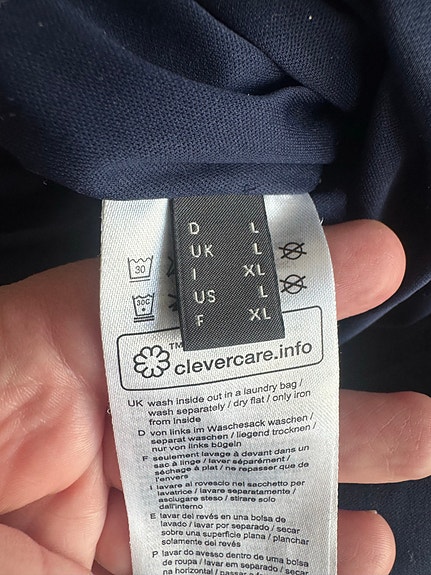 D L
UK L
I XL
US L
F XL
30
30C
TM
clevercare.info
UK wash inside out in a laundry bag /
wash separately / dry flat / only iron
from inside
D von links im Waschesack waschen /
separat waschen / liegend trocknen /
nur von links bügeln
F seulement lavage à devant dans un
sac à linge / laver séparément /
séchage à plat / ne repasser que de
l'envers
I lavare al rovescio nel sacchetto per
lavatrice / lavare separatamente /
asciugare steso / stirare solo
dall'interno
E lavar del revés en una bolsa de
lavado / lavar por separado / secar
sobre una superficie plana / planchar
solamente del revés
P lavar do avesso dentro de uma bolsa
de roupa / lavar em separado / secar
na horizontal / passar a